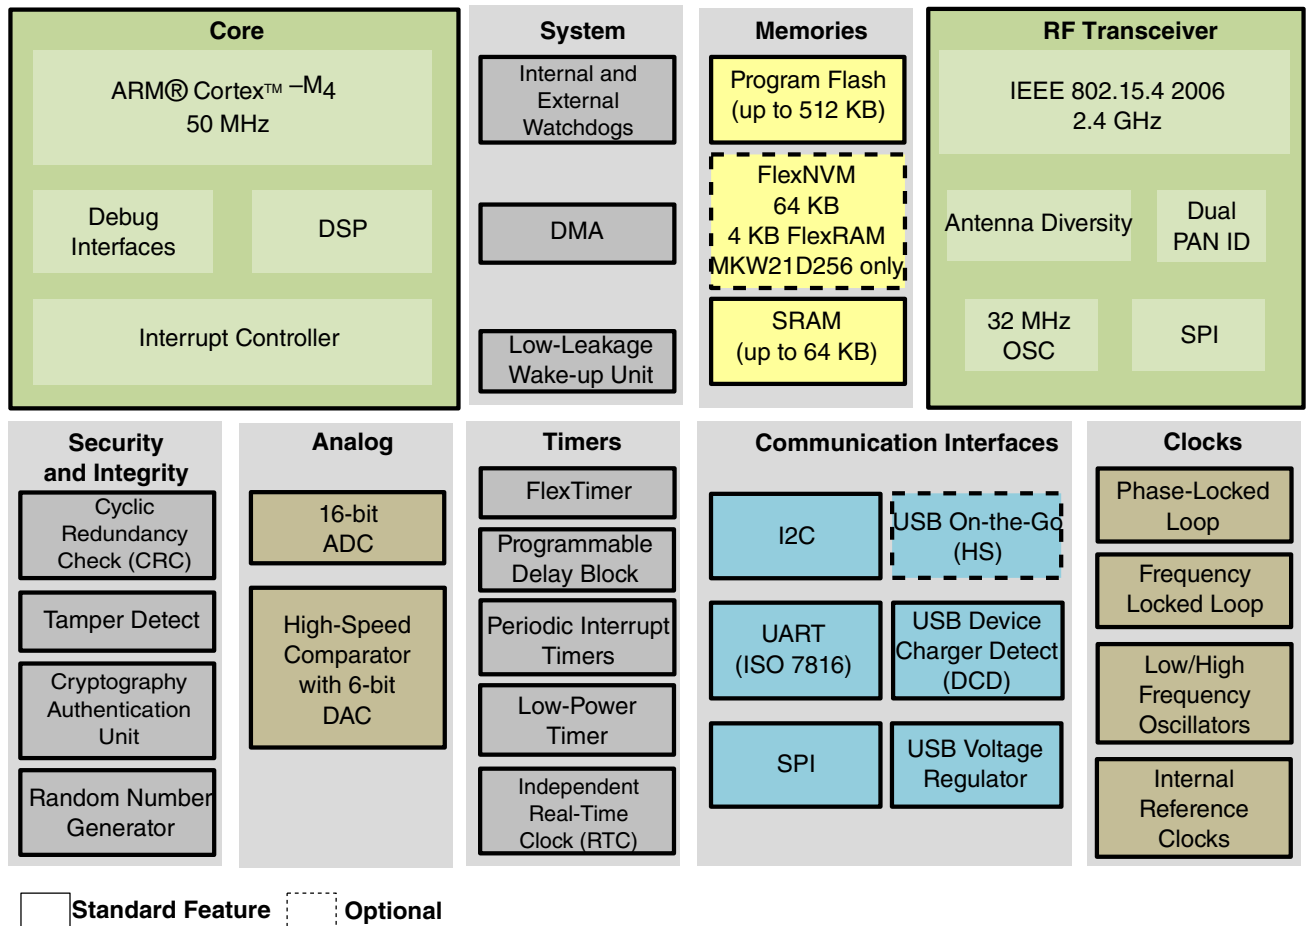 Core
ARM® Cortex™ –M4
50 MHz
Debug
Interfaces
DSP
Interrupt Controller
System
Internal and
External
Watchdogs
DMA
Low-Leakage
Wake-up Unit
Memories
Program Flash
(up to 512 KB)
FlexNVM
64 KB
4 KB FlexRAM
MKW21D256 only
SRAM
(up to 64 KB)
RF Transceiver
IEEE 802.15.4 2006
2.4 GHz
Antenna Diversity
Dual
PAN ID
32 MHz
OSC
SPI
Security
and Integrity
Cyclic
Redundancy
Check (CRC)
Tamper Detect
Cryptography
Authentication
Unit
Random Number
Generator
Analog
16-bit
ADC
High-Speed
Comparator
with 6-bit
DAC
Timers
FlexTimer
Programmable
Delay Block
Periodic Interrupt
Timers
Low-Power
Timer
Independent
Real-Time
Clock (RTC)
Communication Interfaces
I2C
USB On-the-Go
(HS)
UART
(ISO 7816)
USB Device
Charger Detect
(DCD)
SPI
USB Voltage
Regulator
Clocks
Phase-Locked
Loop
Frequency
Locked Loop
Low/High
Frequency
Oscillators
Internal
Reference
Clocks
Standard Feature
Optional